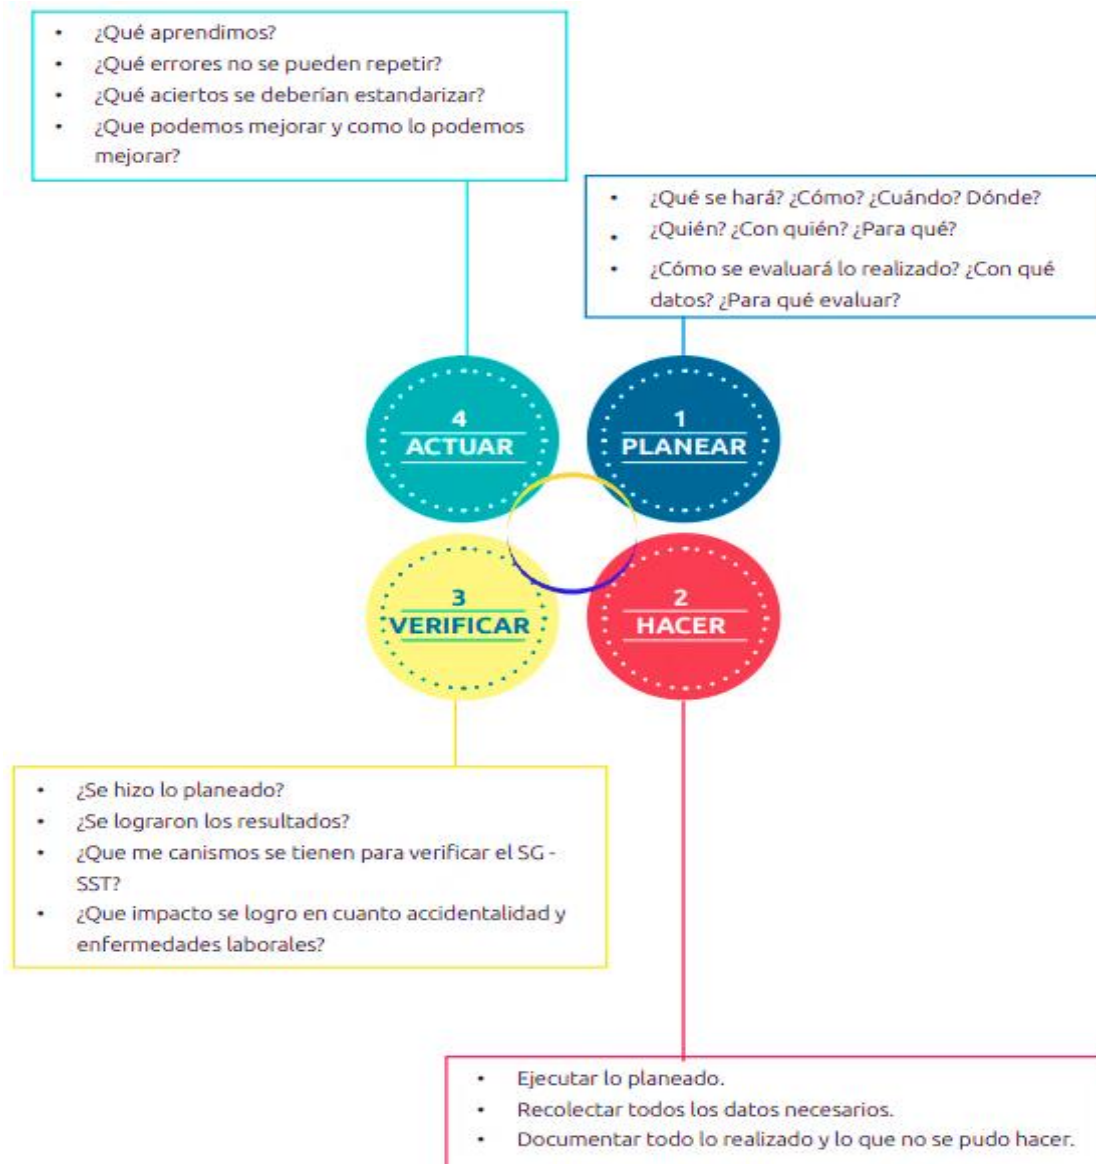 • ¿Qué aprendimos?
• ¿Qué errores no se pueden repetir?
• ¿Qué aciertos se deberían estandarizar?
• ¿Que podemos mejorar y como lo podemos
mejorar?
• ¿Qué se hará? ¿Cómo? ¿Cuándo? Dónde?
• ¿Quién? ¿Con quién? ¿Para qué?
• ¿Cómo se evaluará lo realizado? ¿Con qué
datos? ¿Para qué evaluar?
4
ACTUAR
1
PLANEAR
3
VERIFICAR
2
HACER
• ¿Se hizo lo planeado?
• ¿Se lograron los resultados?
• ¿Que me canismos se tienen para verificar el SG -
SST?
• ¿Que impacto se logro en cuanto accidentalidad y
enfermedades laborales?
• Ejecutar lo planeado.
• Recolectar todos los datos necesarios.
• Documentar todo lo realizado y lo que no se pudo hacer.